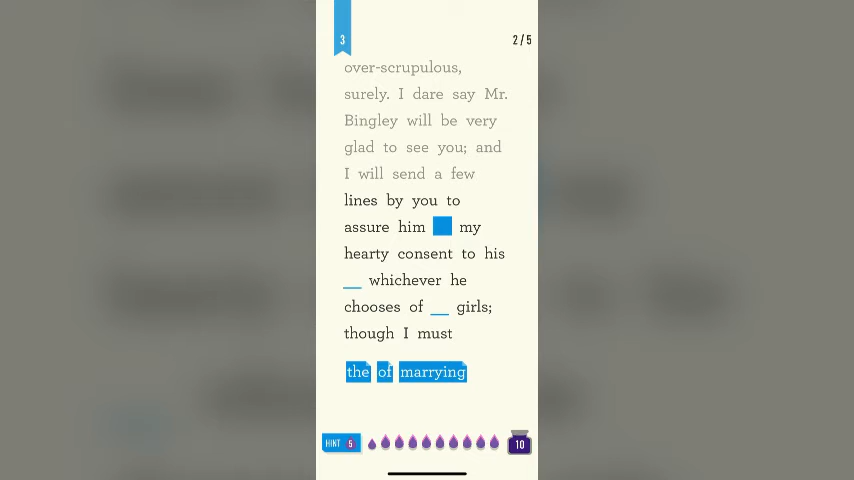 3
2/5
over-scrupulous,
surely. I dare say Mr.
Bingley will be very
glad to see you; and
I will send a few
lines by you to
assure him my
hearty consent to his
__ whichever he
chooses of __ girls;
though I must
the of marrying
HINT 5
10